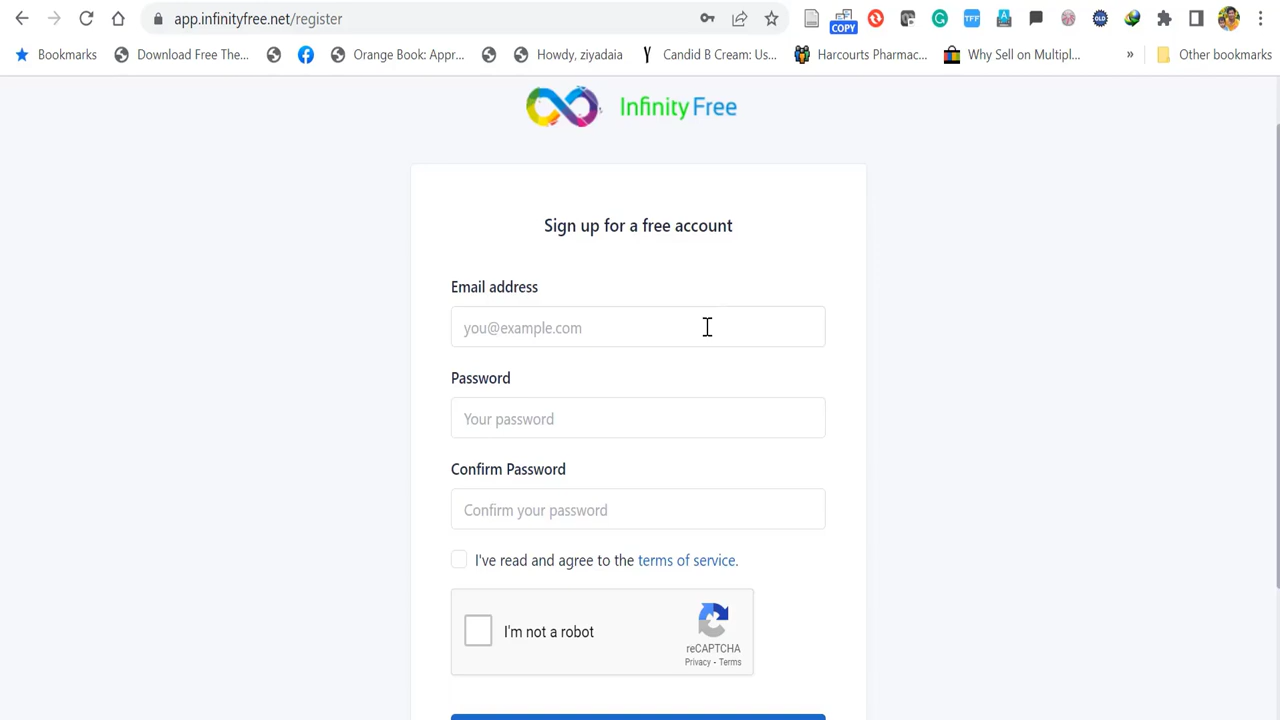 app.infinityfree.net/register
COPY
TFF
A
OLD
Bookmarks
Download Free The...
Orange Book: Appr...
Howdy, ziyadaia
Candid B Cream: Us...
Harcourts Pharmac...
Why Sell on Multipl...
»
Other bookmarks
Infinity Free
Sign up for a free account
Email address
you@example.com
Password
Your password
Confirm Password
Confirm your password
I've read and agree to the terms of service.
I'm not a robot
reCAPTCHA
Privacy - Terms